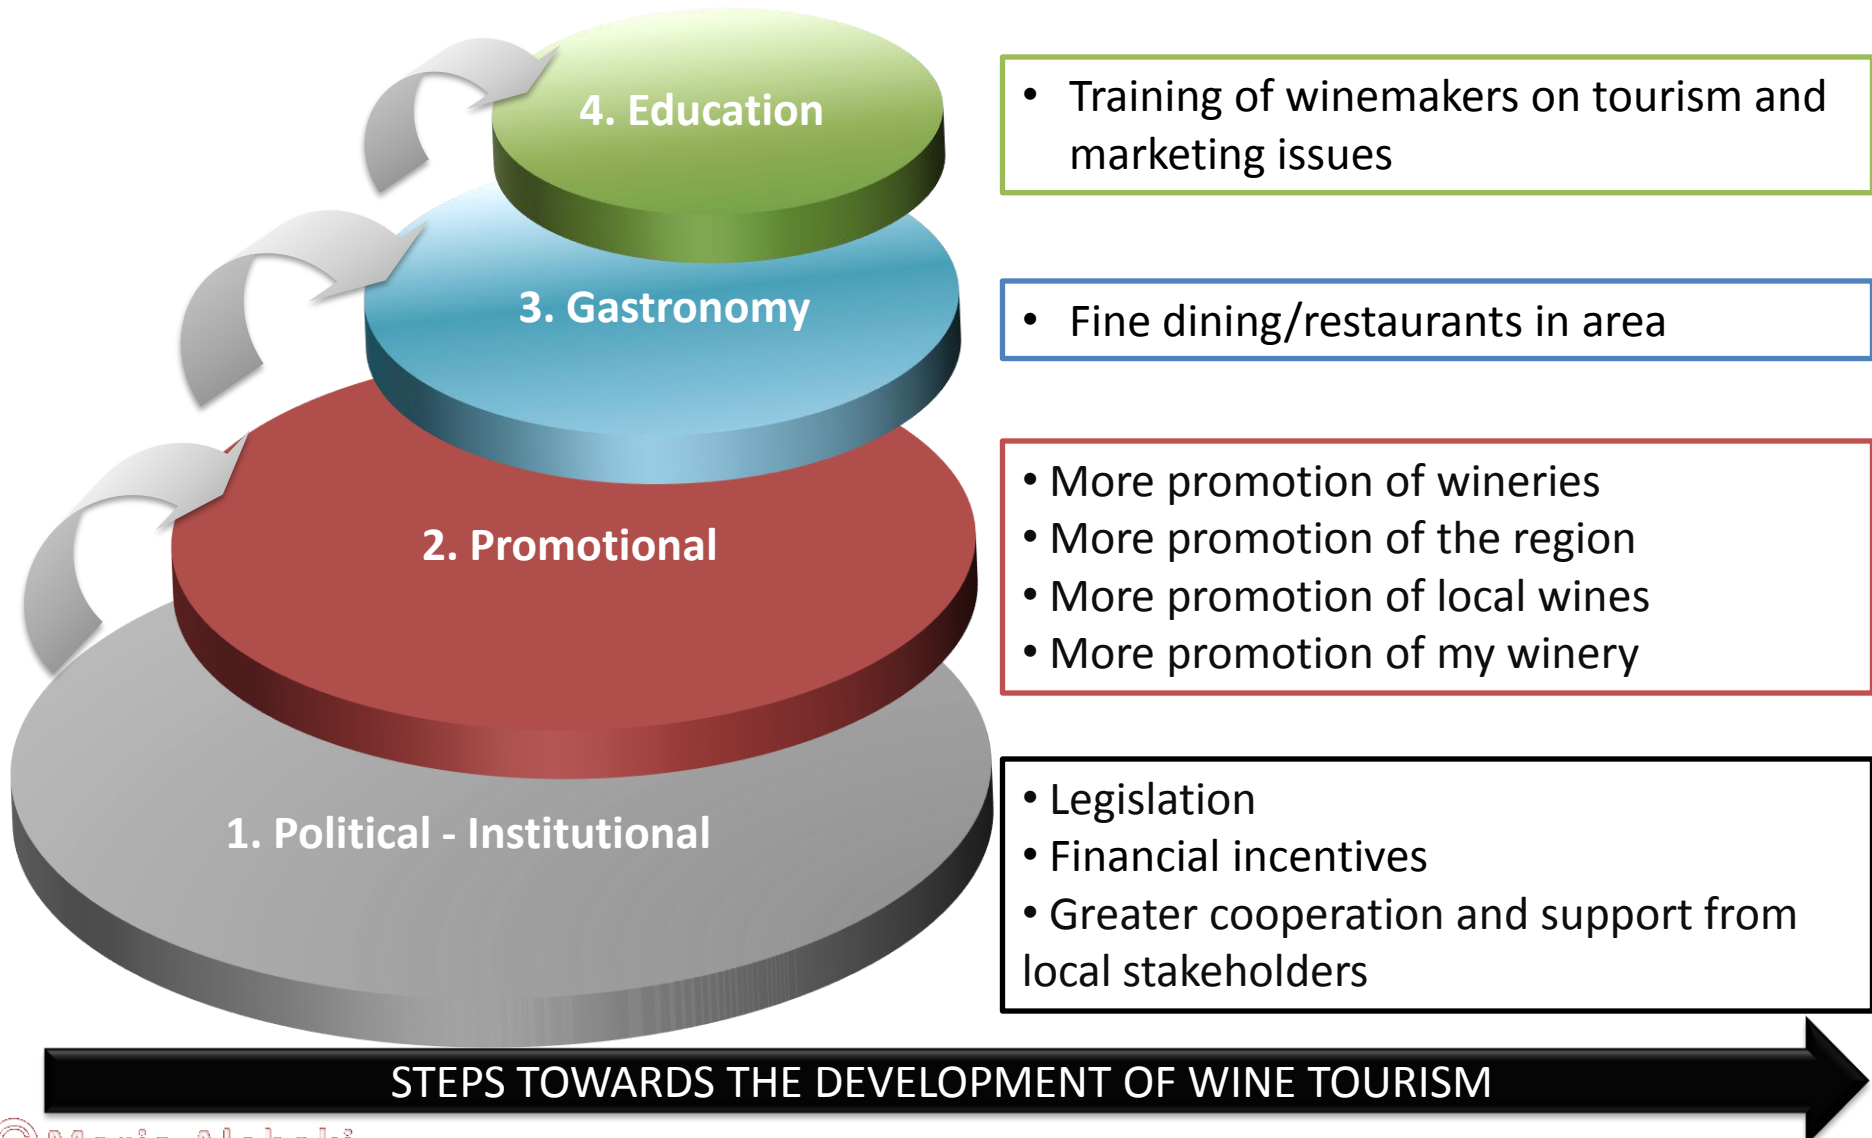 4. Education
• Training of winemakers on tourism and
marketing issues
3. Gastronomy
• Fine dining/restaurants in area
2. Promotional
• More promotion of wineries
• More promotion of the region
• More promotion of local wines
• More promotion of my winery
1. Political - Institutional
• Legislation
• Financial incentives
• Greater cooperation and support from
local stakeholders
STEPS TOWARDS THE DEVELOPMENT OF WINE TOURISM